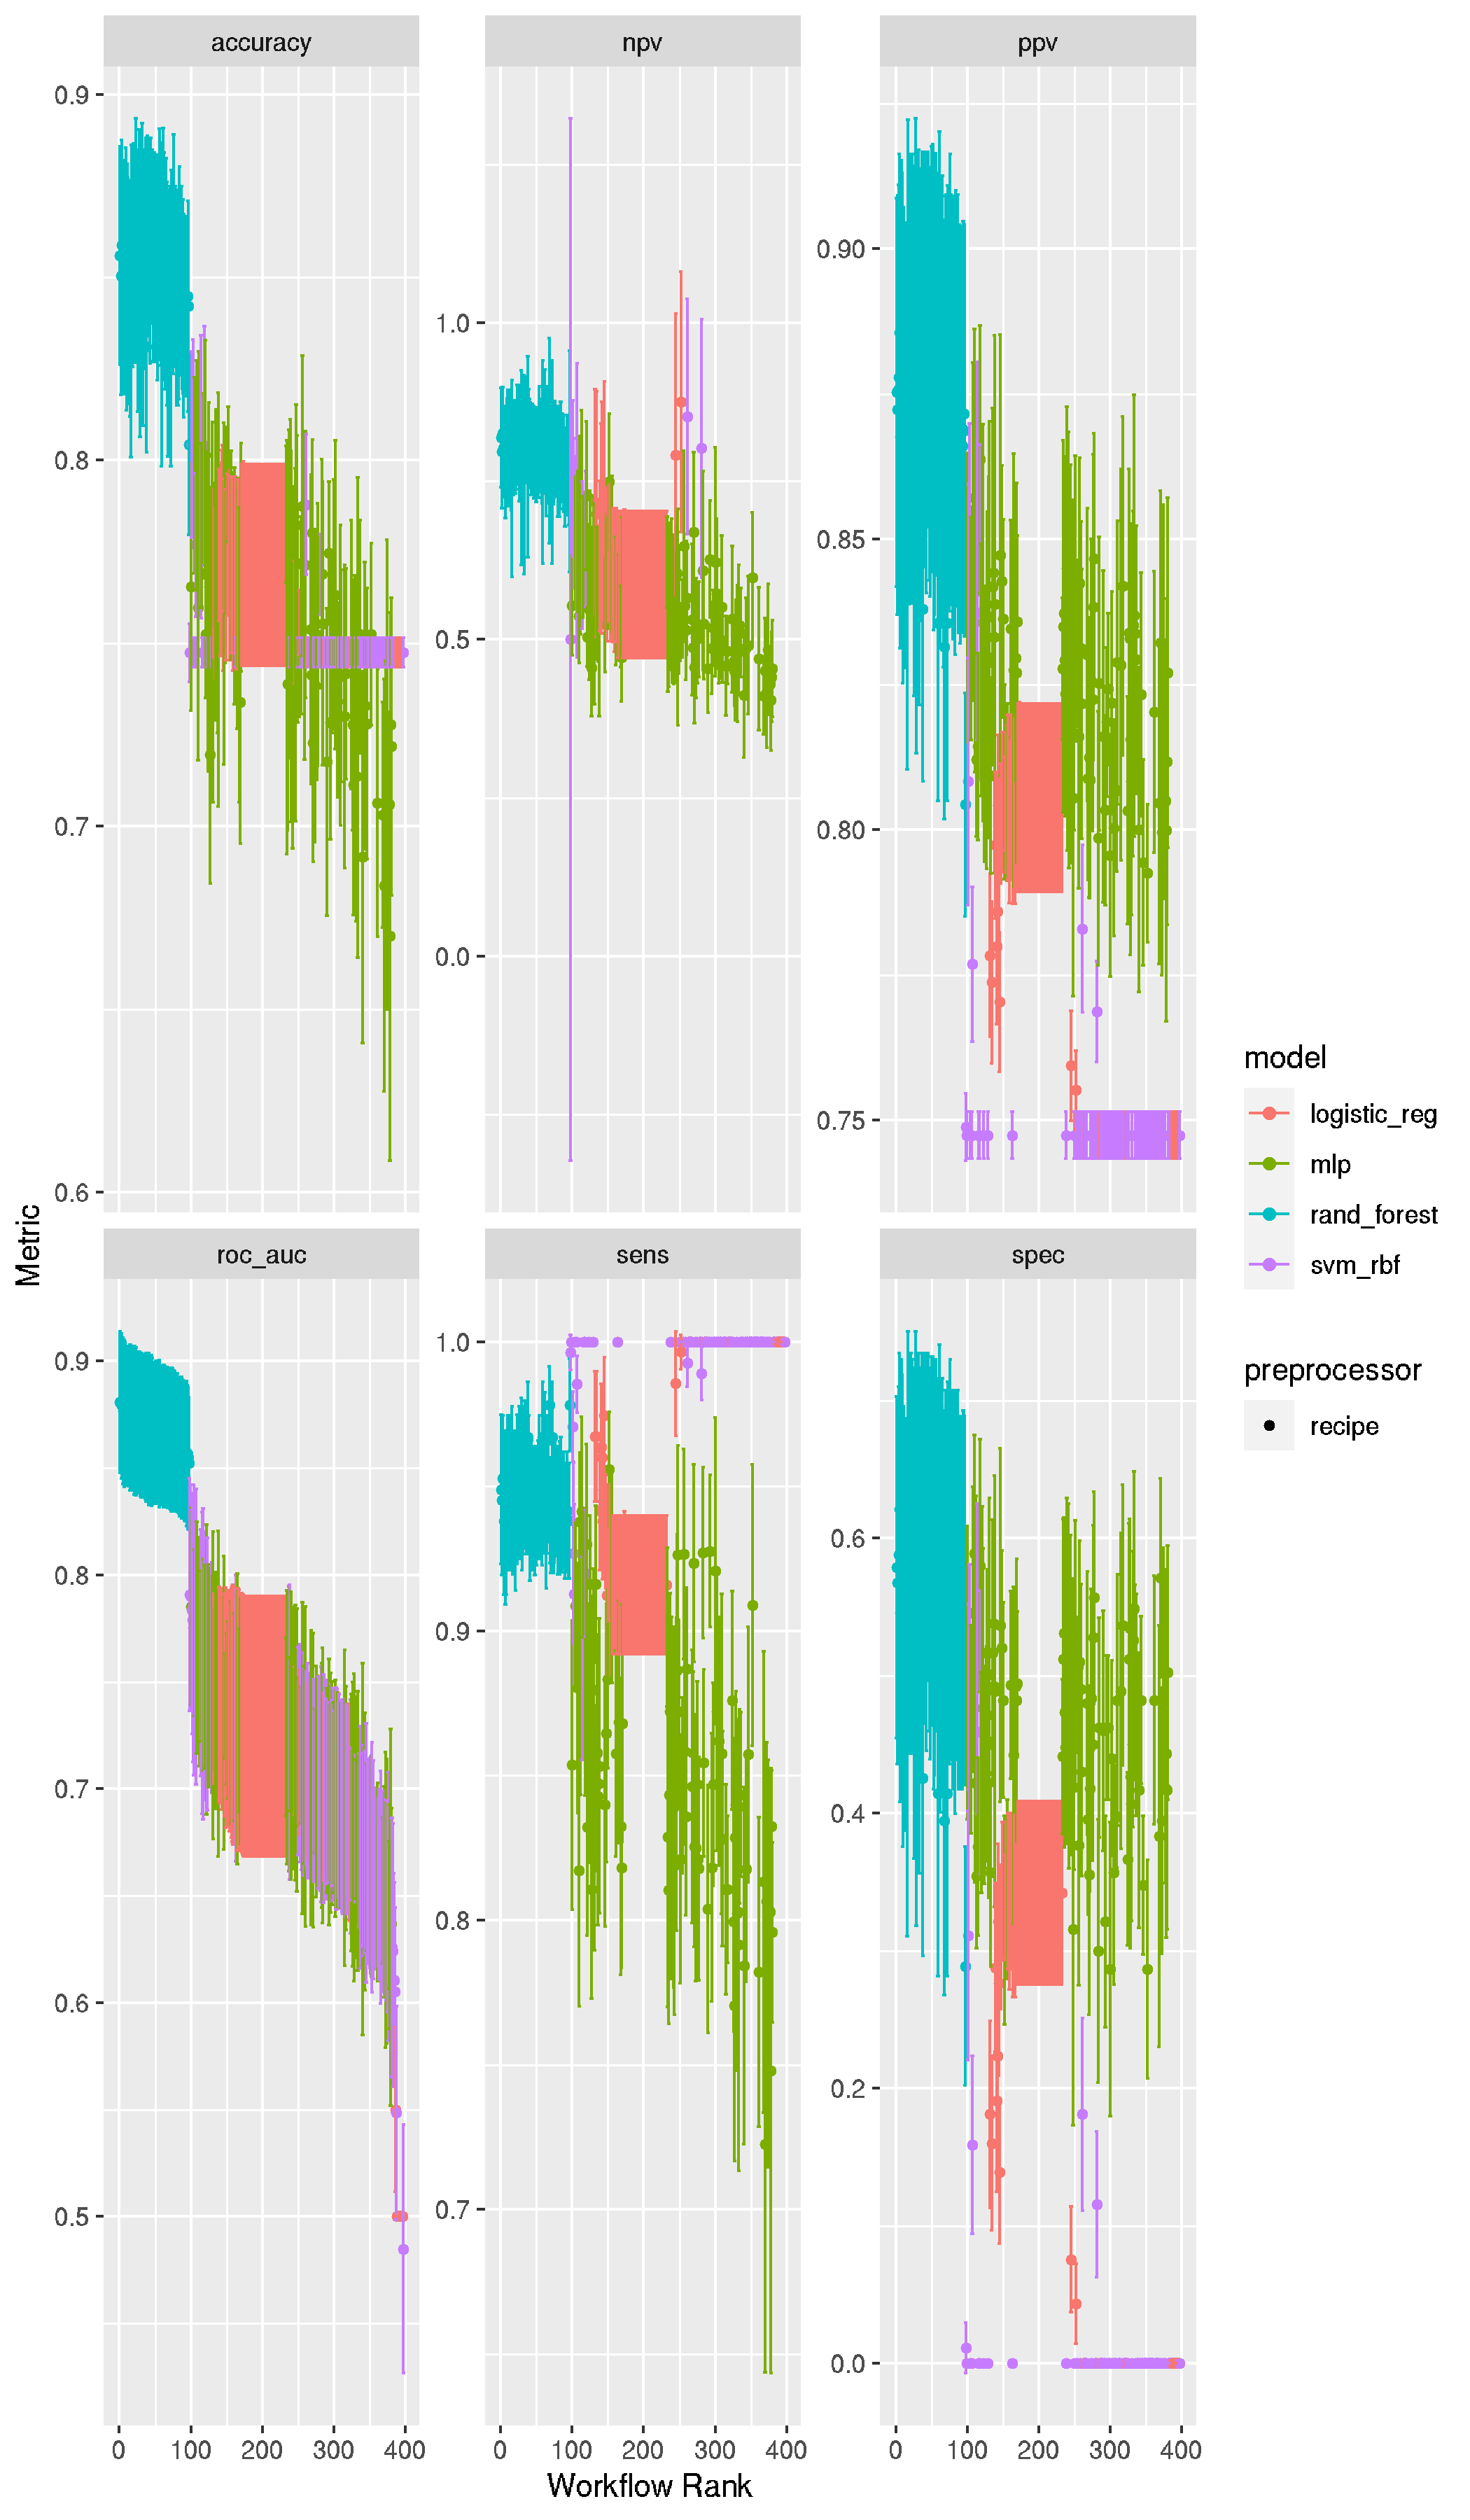 accuracy
npv
ppv
0.9
0.8
0.7
0.6
1.0
0.5
0.0
0.90
0.85
0.80
0.75
Metric
roc_auc
sens
spec
0.9
0.8
0.7
0.6
0.5
1.0
0.9
0.8
0.7
0.6
0.4
0.2
0.0
0 100 200 300 400
0 100 200 300 400
0 100 200 300 400
Workflow Rank
model
logistic_reg
mlp
rand_forest
svm_rbf
preprocessor
recipe